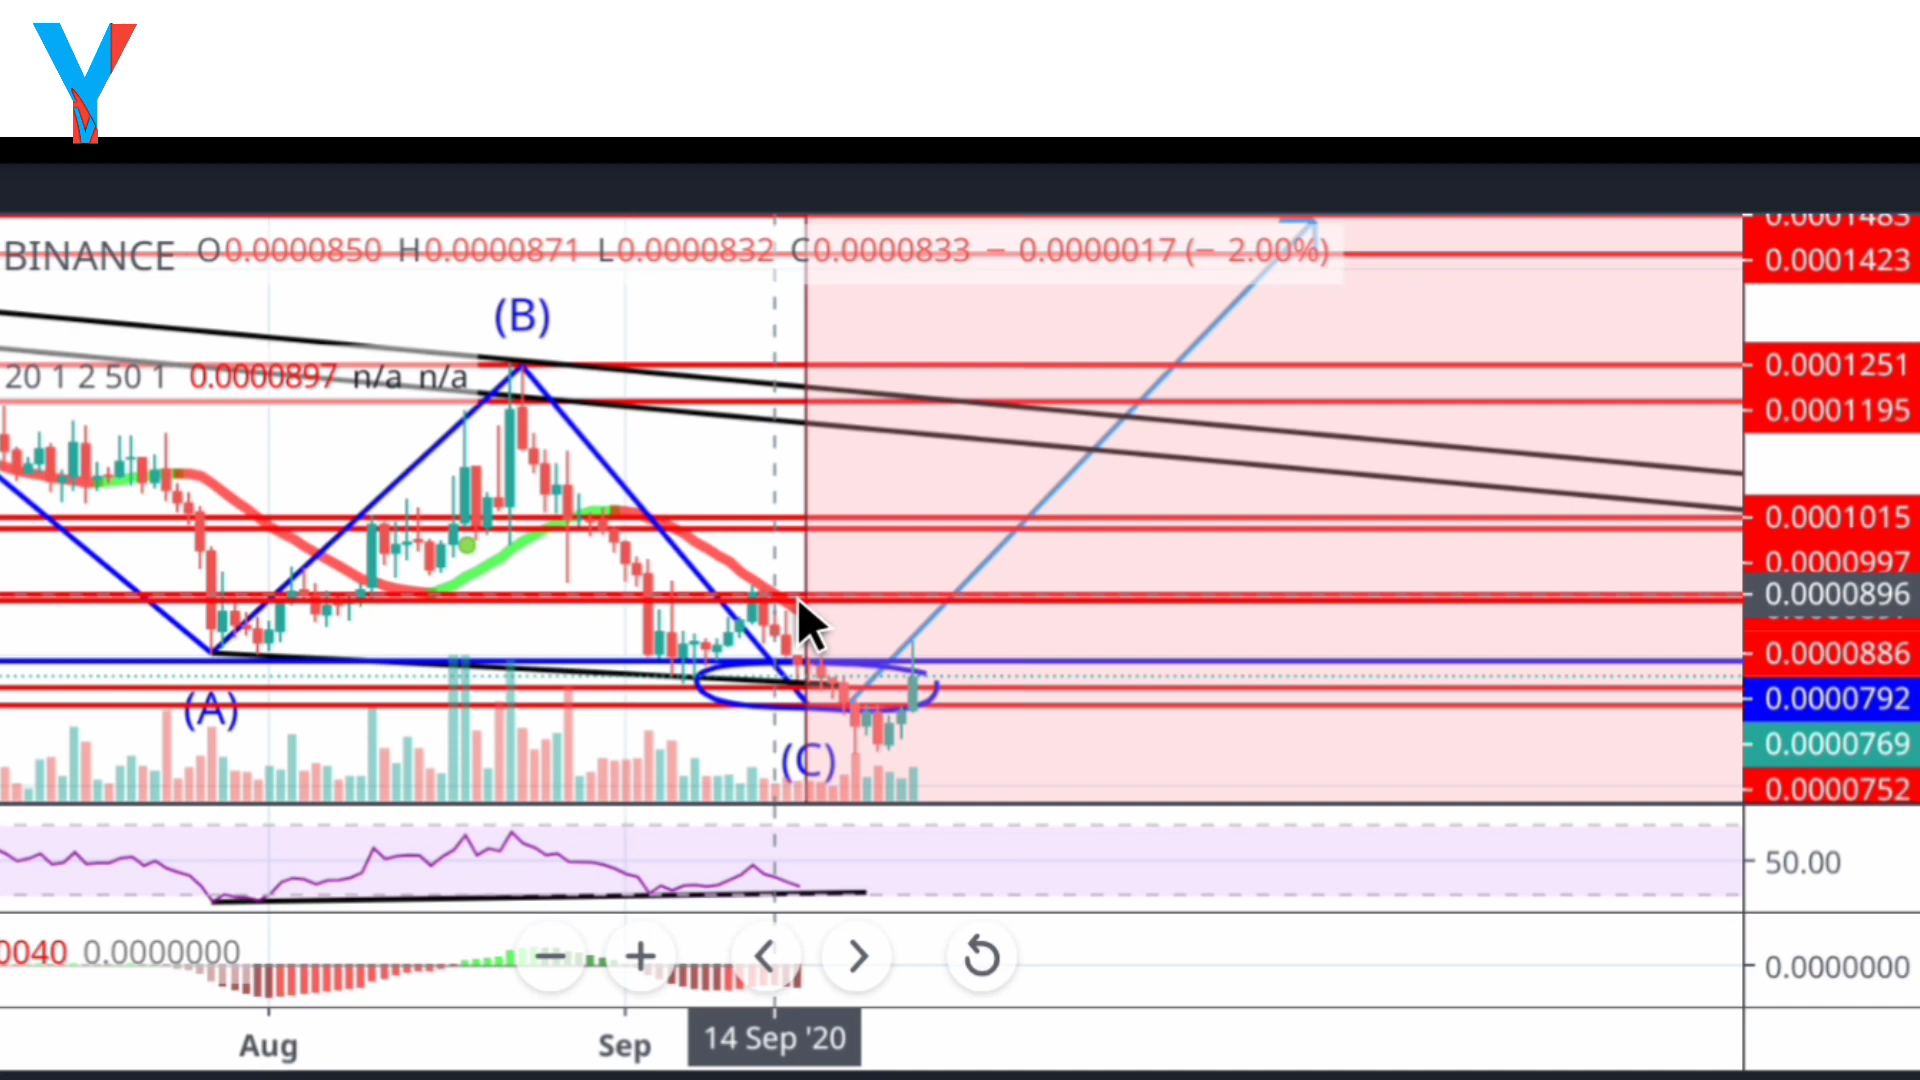 0.0001483
BINANCE O0.0000850 H0.0000871 L0.0000832 C0.0000833 − 0.0000017 (− 2.00%)
0.0001423
(B)
0.0001251
20 1 2 50 1 0.0000897 n/a n/a
0.0001195
0.0001015
0.0000997
0.0000896
0.0000886
(A)
0.0000792
0.0000769
(C)
0.0000752
50.00
0040 0.0000000
0.0000000
Aug
Sep
14 Sep '20